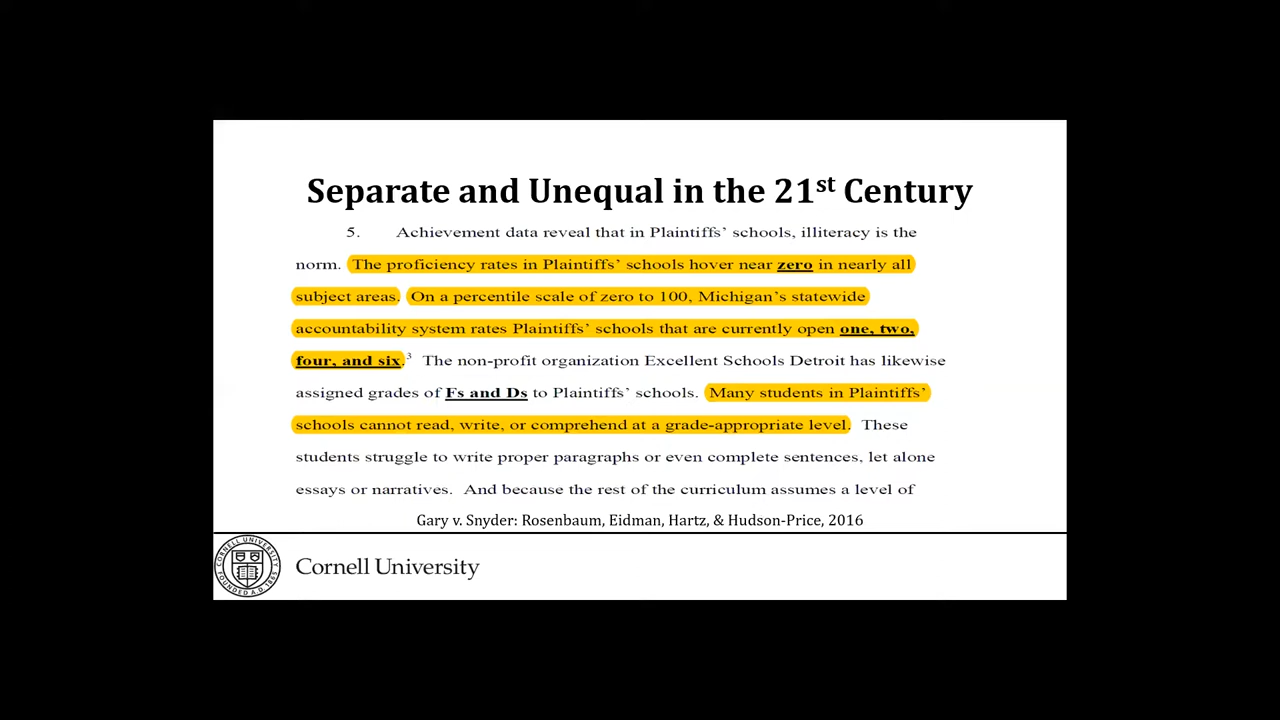 Separate and Unequal in the 21st Century
5. Achievement data reveal that in Plaintiffs' schools, illiteracy is the
norm. The proficiency rates in Plaintiffs' schools hover near zero in nearly all
subject areas. On a percentile scale of zero to 100, Michigan's statewide
accountability system rates Plaintiffs' schools that are currently open one, two,
four, and six.3 The non-profit organization Excellent Schools Detroit has likewise
assigned grades of Fs and Ds to Plaintiffs' schools. Many students in Plaintiffs'
schools cannot read, write, or comprehend at a grade-appropriate level. These
students struggle to write proper paragraphs or even complete sentences, let alone
essays or narratives. And because the rest of the curriculum assumes a level of
Gary v. Snyder: Rosenbaum, Eidman, Hartz, & Hudson-Price, 2016
CORNELL UNIVERSITY
FOUNDED A.D. 1865
Cornell University